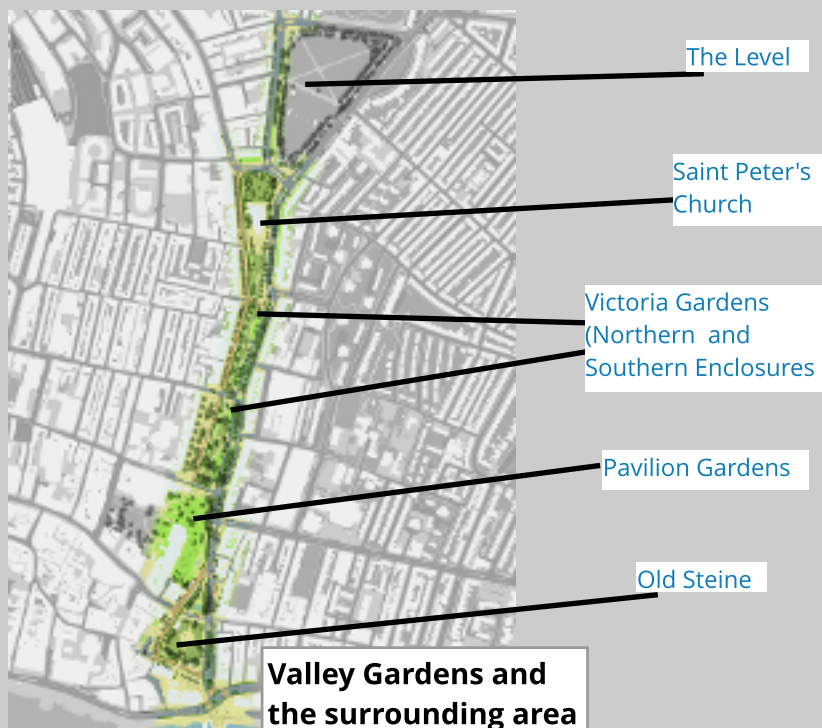 The Level
Saint Peter's
Church
Victoria Gardens
(Northern and
Southern Enclosures
Pavilion Gardens
Old Steine
Valley Gardens and
the surrounding area